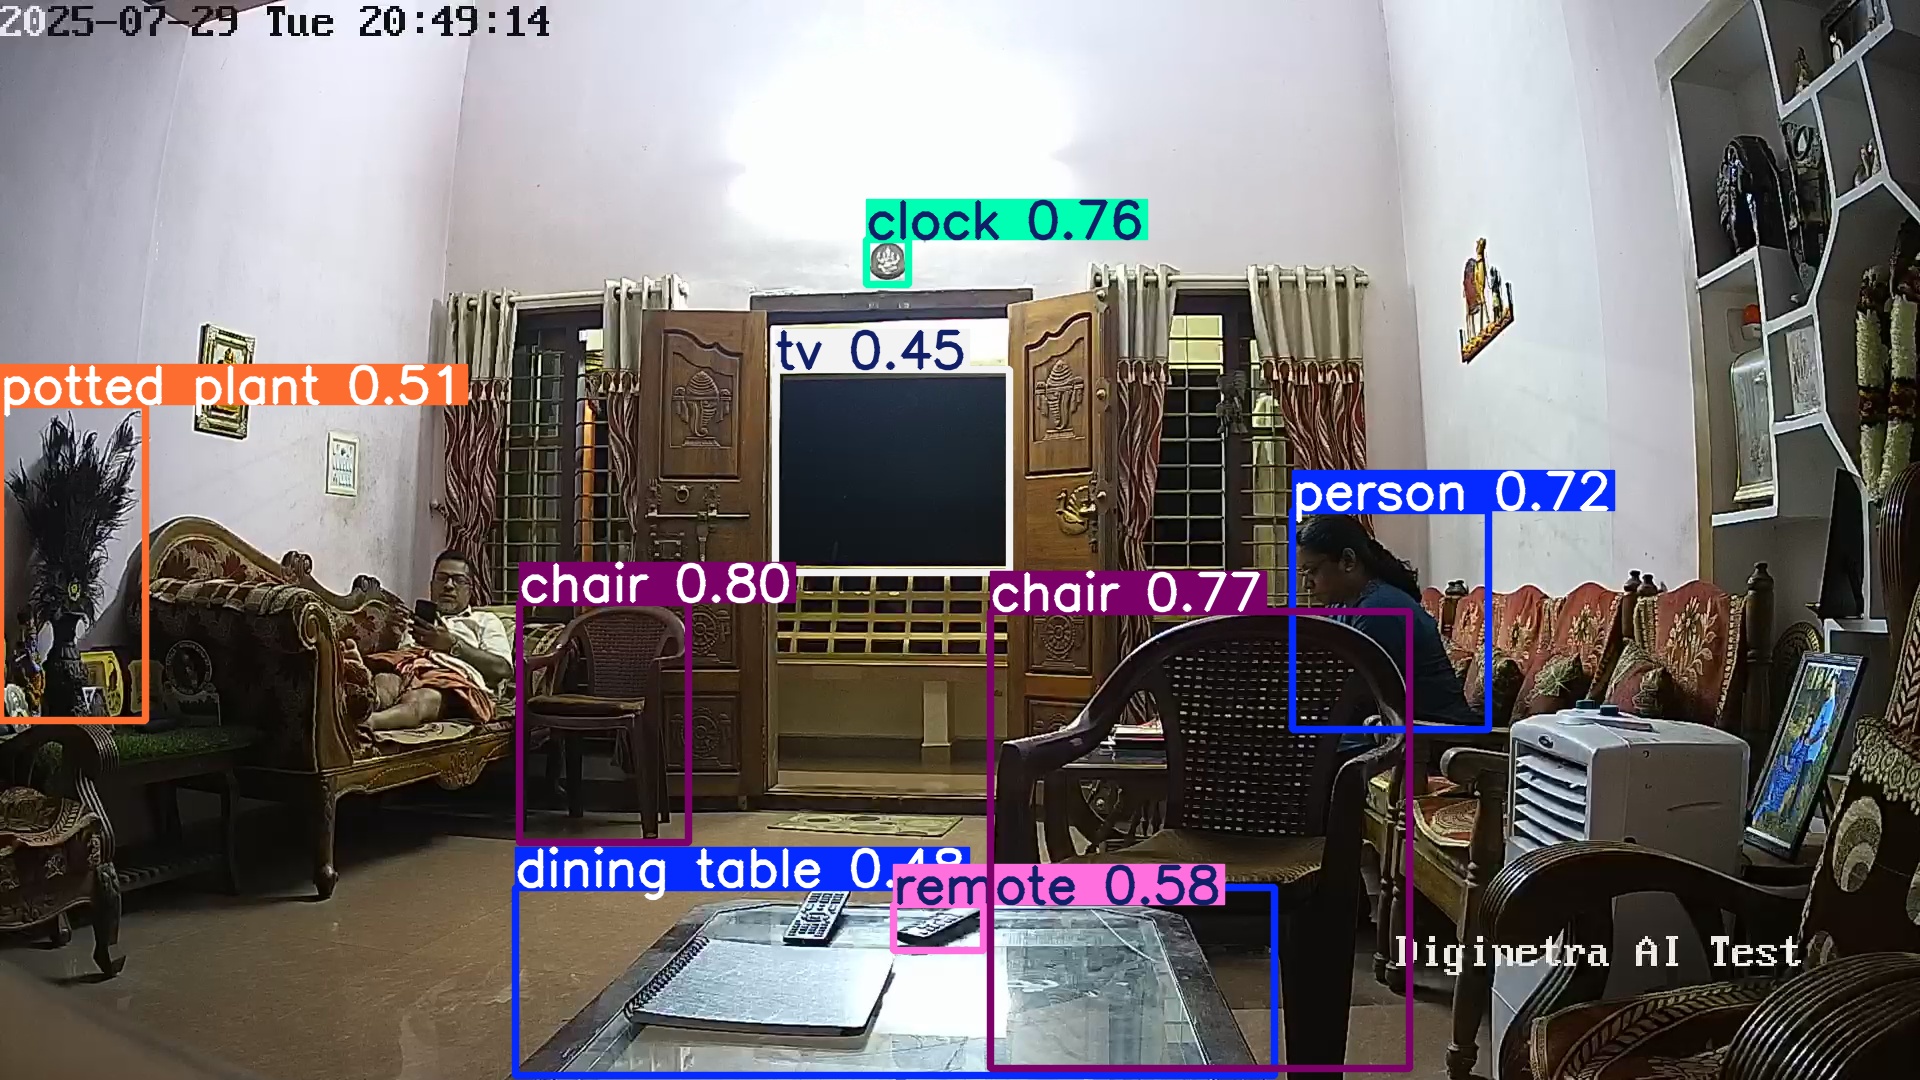 2025-07-29 Tue 20:49:14
clock 0.76
tv 0.45
potted plant 0.51
person 0.72
chair 0.80
chair 0.77
dining table 0.48
remote 0.58
Diginetra AI Test